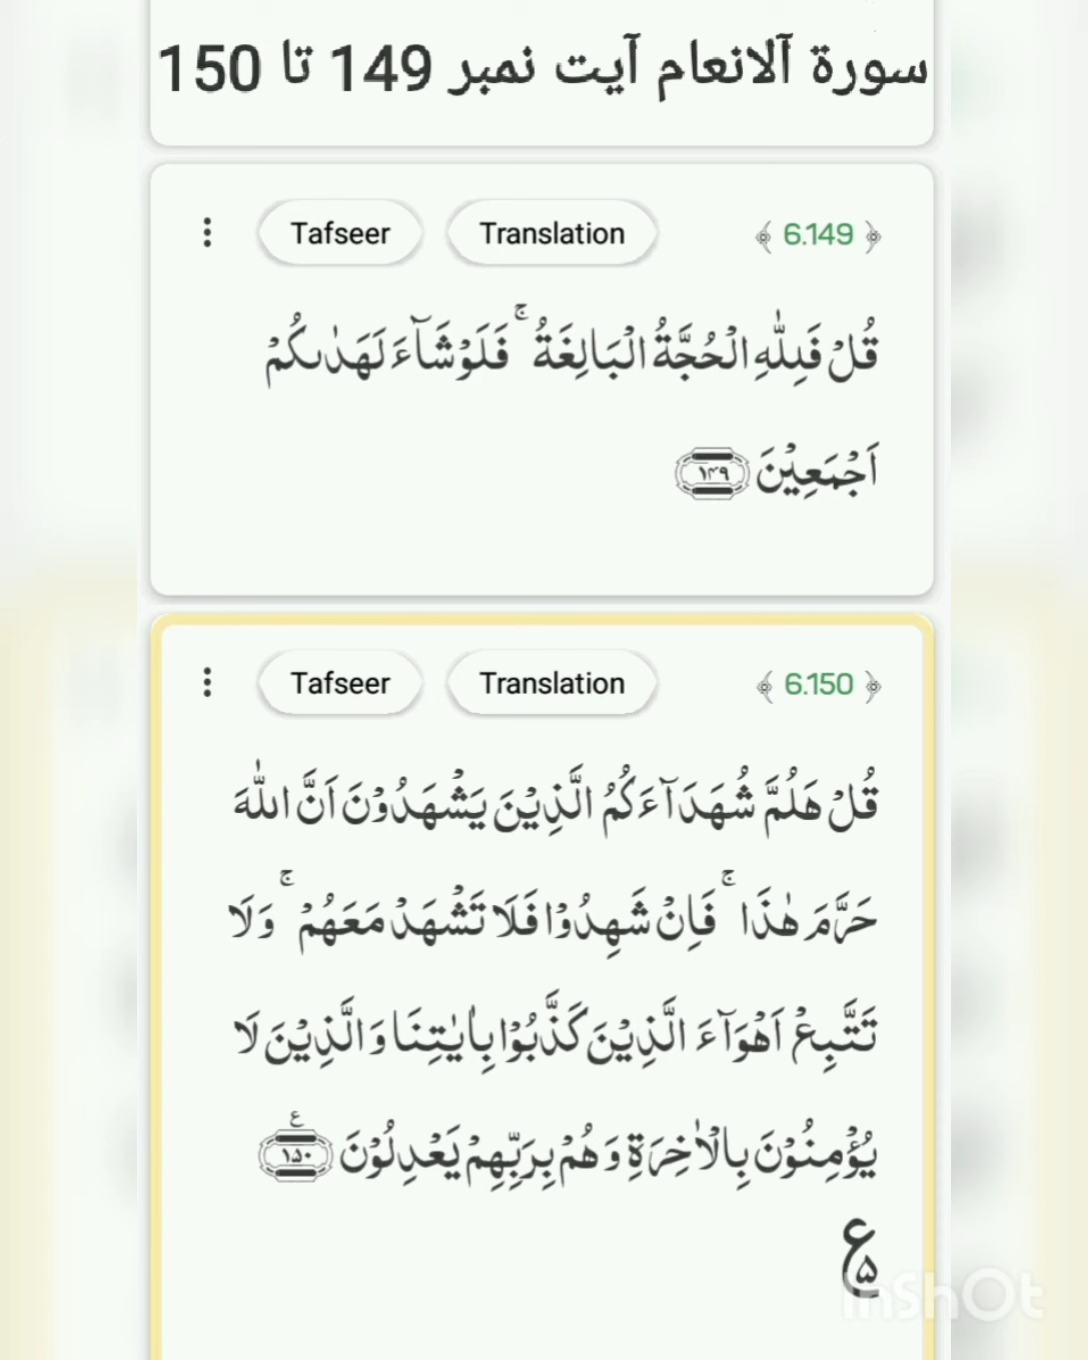 سورة آلانعام آیت نمبر 149 تا 150
Tafseer Translation 6.149
قُلۡ فَلِلّٰهِ الۡحُجَّةُ الۡبَالِغَةُ‌ ۚ فَلَوۡ شَآءَ لَهَدٰٮكُمۡ
اَجۡمَعِيۡنَ ۱۴۹
Tafseer Translation 6.150
قُلۡ هَلُمَّ شُهَدَآءَكُمُ الَّذِيۡنَ يَشۡهَدُوۡنَ اَنَّ اللّٰهَ
حَرَّمَ هٰذَا‌ ۚ فَاِنۡ شَهِدُوۡا فَلَا تَشۡهَدۡ مَعَهُمۡ‌ ۚ وَلَا
تَتَّبِعۡ اَهۡوَآءَ الَّذِيۡنَ كَذَّبُوۡا بِاٰيٰتِنَا وَالَّذِيۡنَ لَا
يُؤۡمِنُوۡنَ بِالۡاٰخِرَةِ وَهُمۡ بِرَبِّهِمۡ يَعۡدِلُوۡنَ ۱۵۰ ع
ع ۵
InShOt